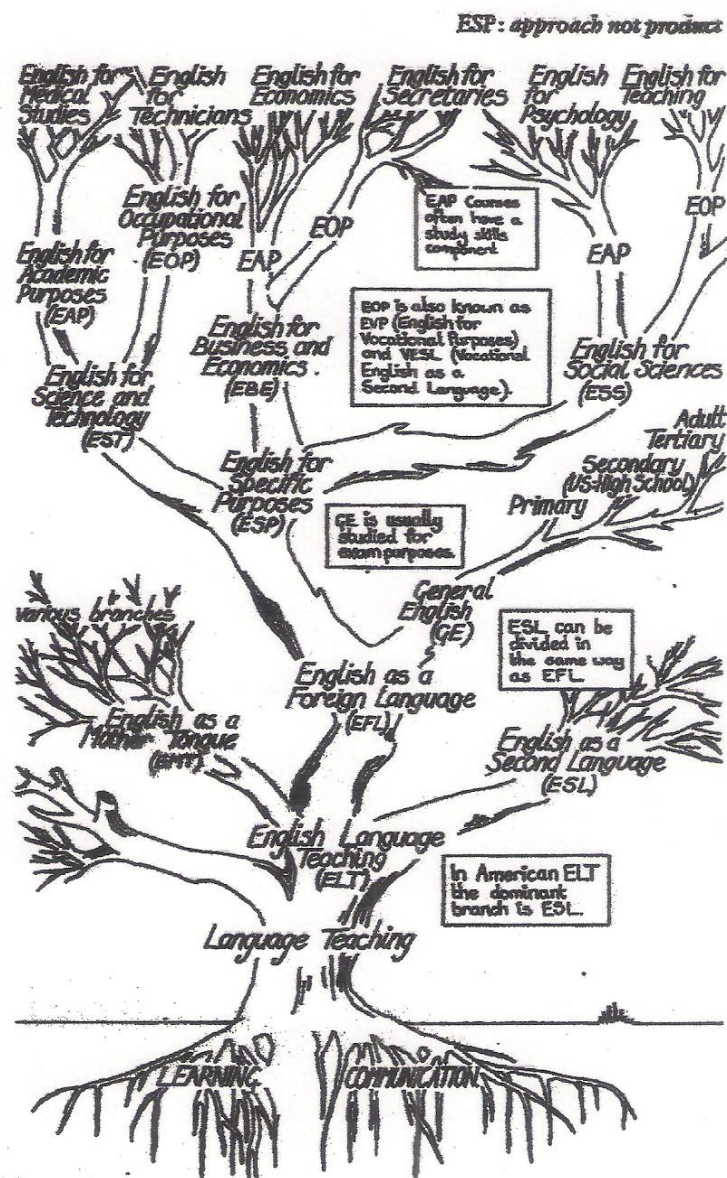 ESP: approach not product
English for
Medical
Studies
English
for
Technicians
English for
Economics
English for
Secretaries
English
for
Psychology
English for
Teaching
English for
Academic
Purposes
(EAP)
English for
Occupational
Purposes
(EOP)
EAP
EOP
EAP Courses
often have a
study skills
component
EAP
EOP
EOP is also known as
EVP (English for
Vocational Purposes)
and VESL (Vocational
English as a
Second Language).
English for
Science and
Technology
(EST)
English for
Business and
Economics.
(EBE)
English for
Social Sciences
(ESS)
English for
Specific
Purposes
(ESP)
Adult
Tertiary
Secondary
(US-High School)
Primary
GE is usually
studied for
exam purposes.
General
English
(GE)
various branches
ESL can be
divided in
the same way
as EFL
English as a
Mother Tongue
(EMT)
English as a
Foreign Language
(EFL)
English as a
Second Language
(ESL)
English Language
Teaching
(ELT)
In American ELT
the dominant
branch is ESL.
Language Teaching
LEARNING
COMMUNICATION